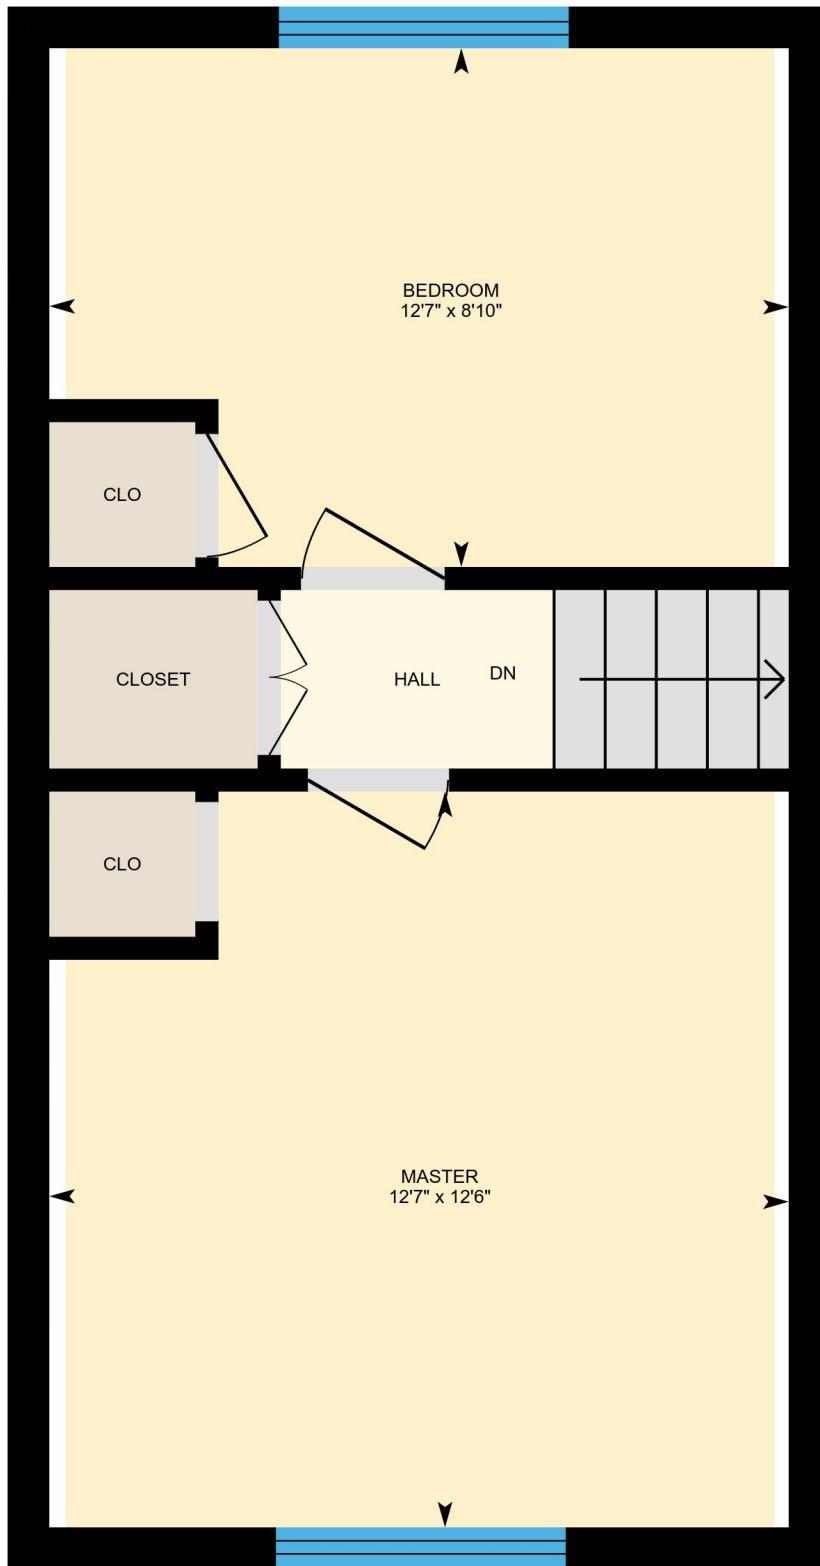 BEDROOM
12'7" x 8'10"
CLO
CLOSET
HALL
DN
CLO
MASTER
12'7" x 12'6"